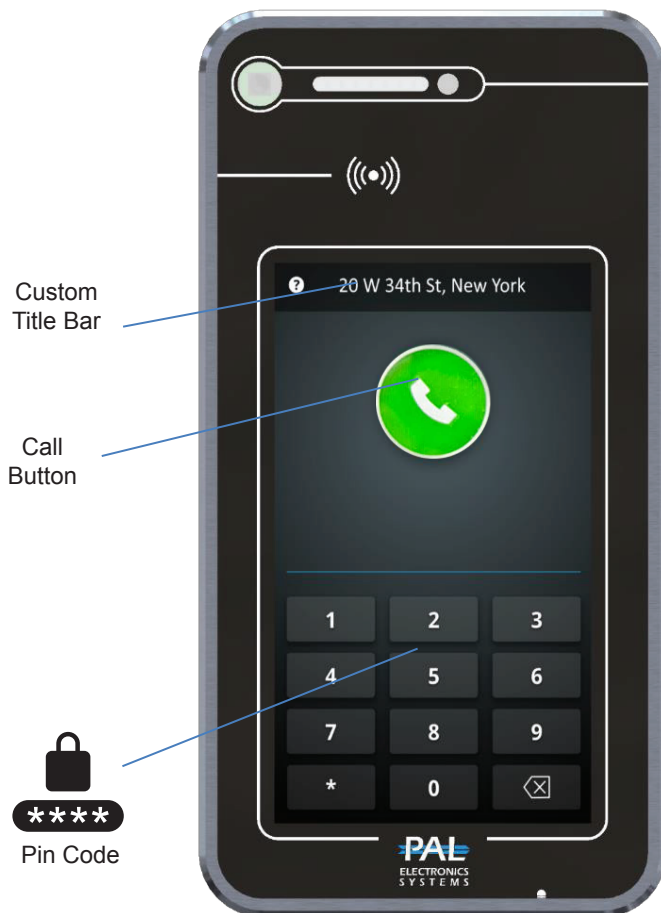 20 W 34th St, New York
Custom
Title Bar
Call
Button
1 2 3
4 5 6
7 8 9
* 0
****
Pin Code
PAL
ELECTRONICS
SYSTEMS